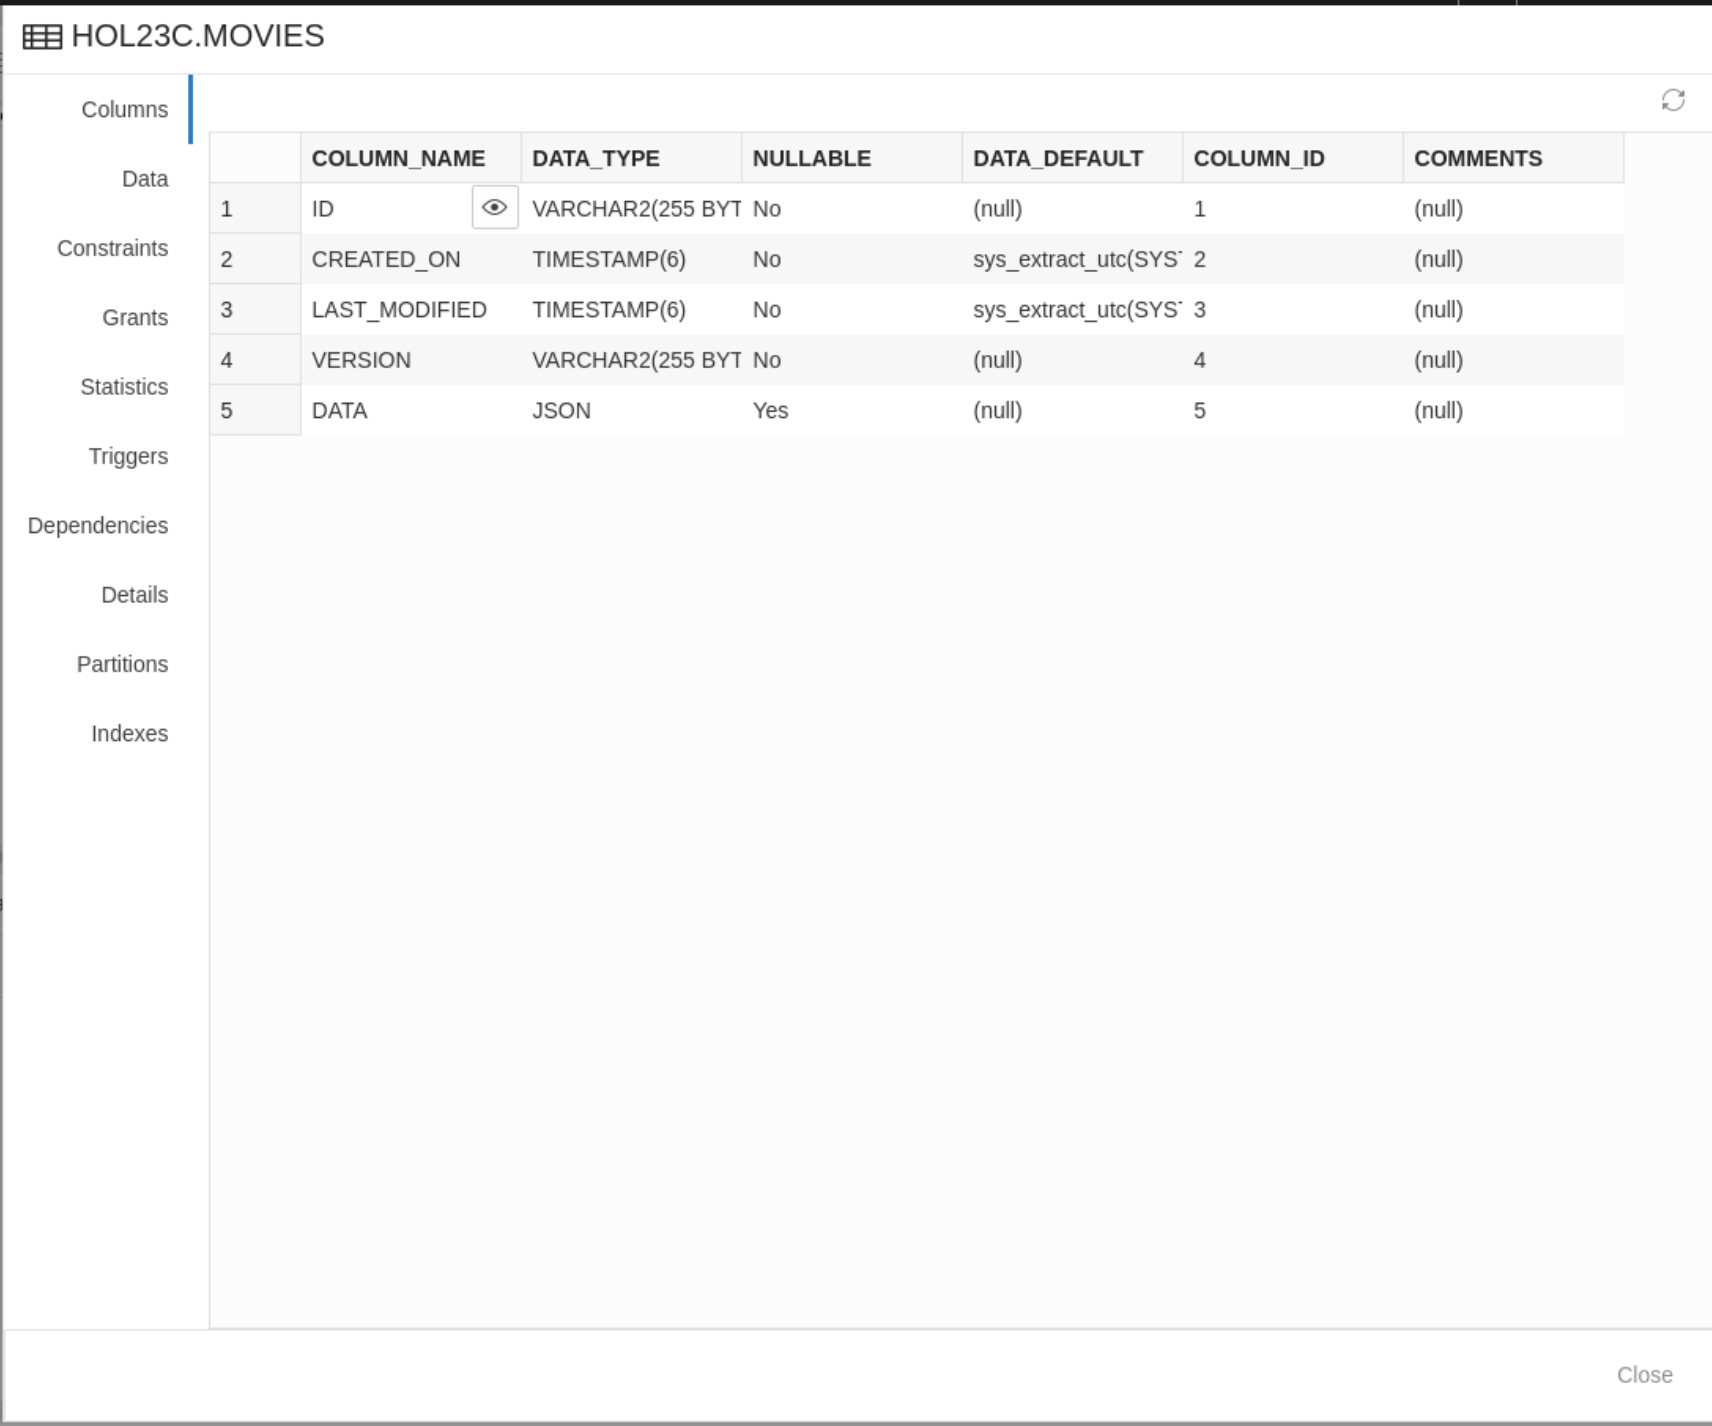 HOL23C.MOVIES
Columns
Data
Constraints
Grants
Statistics
Triggers
Dependencies
Details
Partitions
Indexes
COLUMN_NAME DATA_TYPE NULLABLE DATA_DEFAULT COLUMN_ID COMMENTS
1 ID VARCHAR2(255 BYT No (null) 1 (null)
2 CREATED_ON TIMESTAMP(6) No sys_extract_utc(SYS 2 (null)
3 LAST_MODIFIED TIMESTAMP(6) No sys_extract_utc(SYS 3 (null)
4 VERSION VARCHAR2(255 BYT No (null) 4 (null)
5 DATA JSON Yes (null) 5 (null)
Close